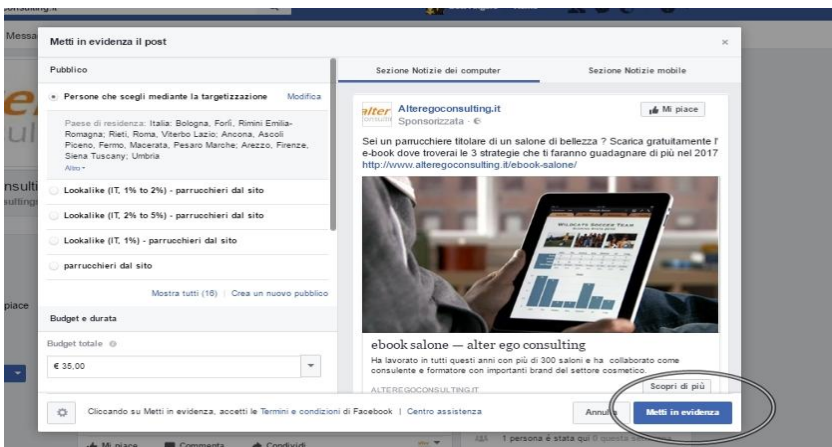 Messa
Metti in evidenza il post
Pubblico
Persone che scegli mediante la targetizzazione Modifica
Paese di residenza: Italia: Bologna, Forlì, Rimini Emilia-
Romagna; Rieti, Roma, Viterbo Lazio; Ancona, Ascoli
Piceno, Fermo, Macerata, Pesaro Marche; Arezzo, Firenze,
Siena Tuscany; Umbria
Altro
Lookalike (IT, 1% to 2%) - parrucchieri dal sito
Lookalike (IT, 2% to 5%) - parrucchieri dal sito
Lookalike (IT, 1%) - parrucchieri dal sito
parrucchieri dal sito
Mostra tutti (16) | Crea un nuovo pubblico
Budget e durata
Budget totale
€ 35,00
Sezione Notizie dei computer
Sezione Notizie mobile
alter
Alteregoconsulting.it
Sponsorizzata ·
Mi piace
Sei un parrucchiere titolare di un salone di bellezza ? Scarica gratuitamente l'
e-book dove troverai le 3 strategie che ti faranno guadagnare di più nel 2017
http://www.alteregoconsulting.it/ebook-salone/
WILDCATS SOCCER TEAM
ebook salone — alter ego consulting
Ha lavorato in tutti questi anni con più di 300 saloni e ha collaborato come
consulente e formatore con importanti brand del settore cosmetico.
ALTEREGOCONSULTING.IT
Scopri di più
Cliccando su Metti in evidenza, accetti le Termini e condizioni di Facebook | Centro assistenza
Annulla
Metti in evidenza
piace
Mi piace Commenta Condividi
1 persona è stata qui 0 questa